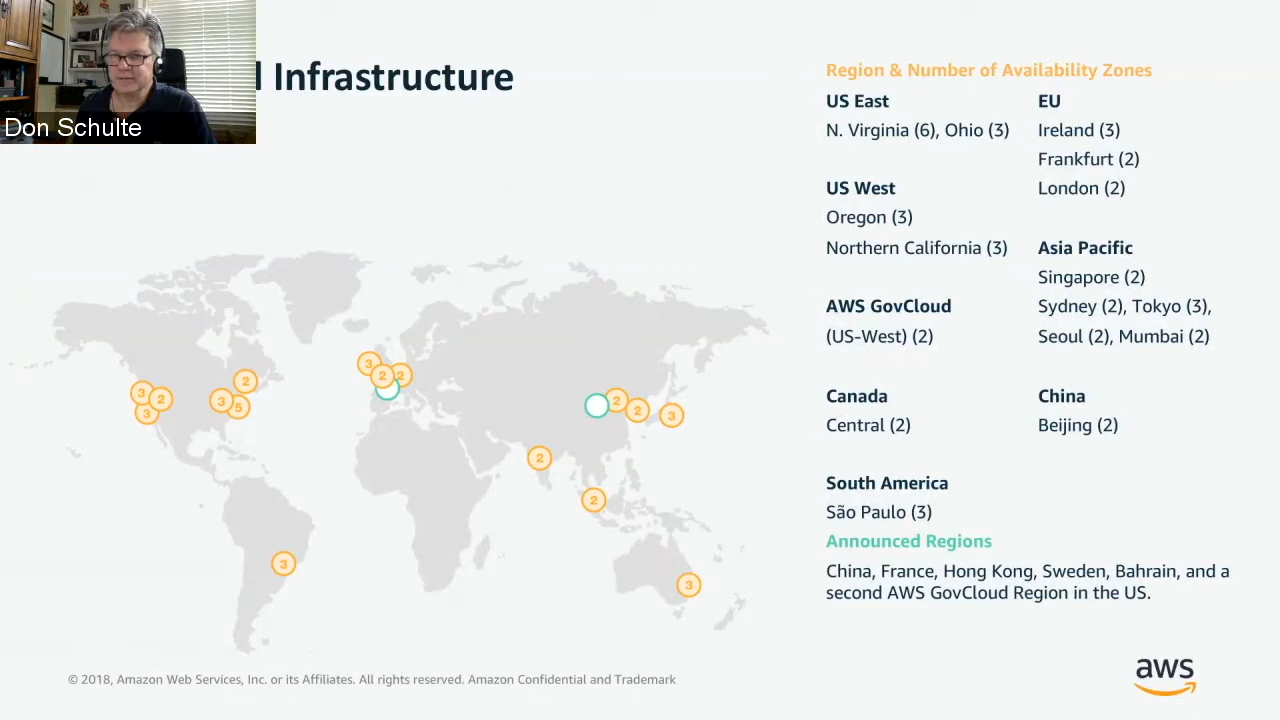 Don Schulte
Infrastructure
Region & Number of Availability Zones
US East
N. Virginia (6), Ohio (3)
US West
Oregon (3)
Northern California (3)
AWS GovCloud
(US-West) (2)
Canada
Central (2)
South America
São Paulo (3)
EU
Ireland (3)
Frankfurt (2)
London (2)
Asia Pacific
Singapore (2)
Sydney (2), Tokyo (3),
Seoul (2), Mumbai (2)
China
Beijing (2)
Announced Regions
China, France, Hong Kong, Sweden, Bahrain, and a
second AWS GovCloud Region in the US.
3
2
3
2
3
5
3
2
2
2
2
3
2
2
3
3
© 2018, Amazon Web Services, Inc. or its Affiliates. All rights reserved. Amazon Confidential and Trademark
aws